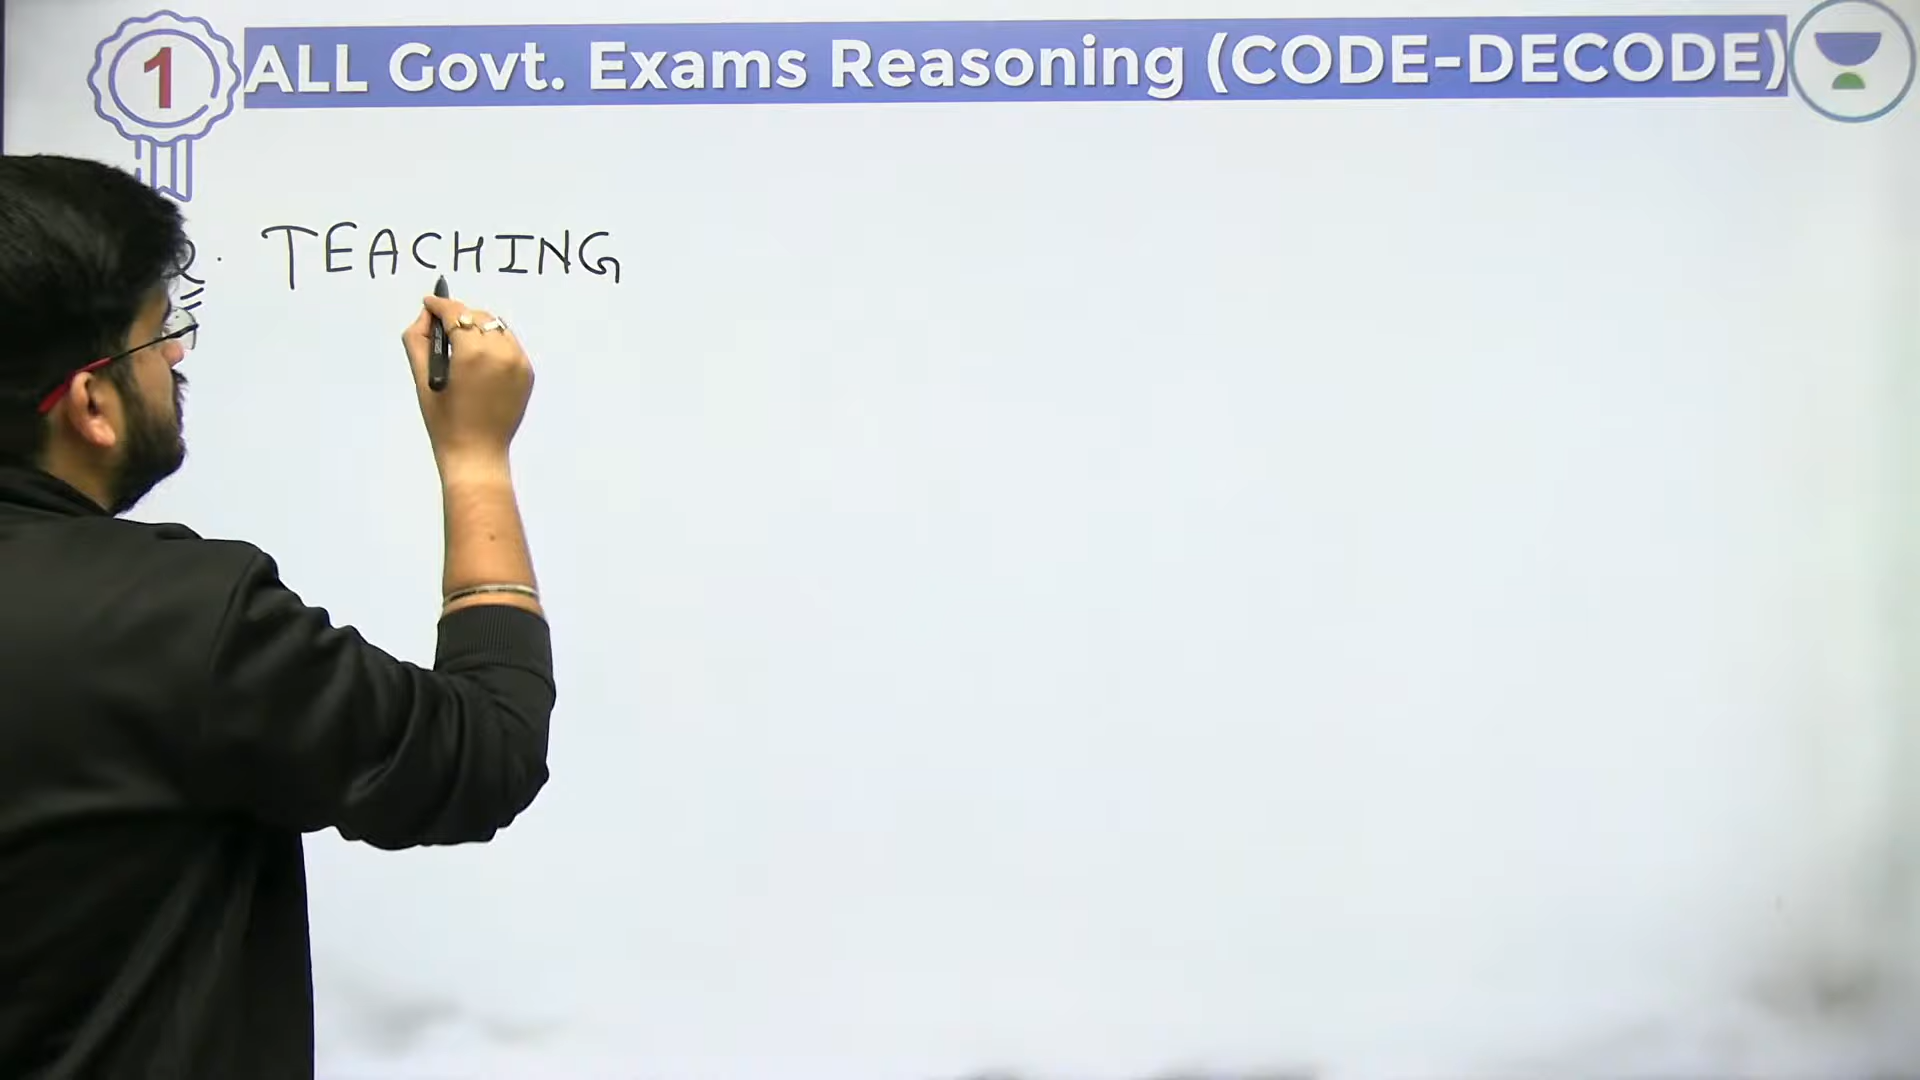 1 ALL Govt. Exams Reasoning (CODE-DECODE)
Q. TEACHING